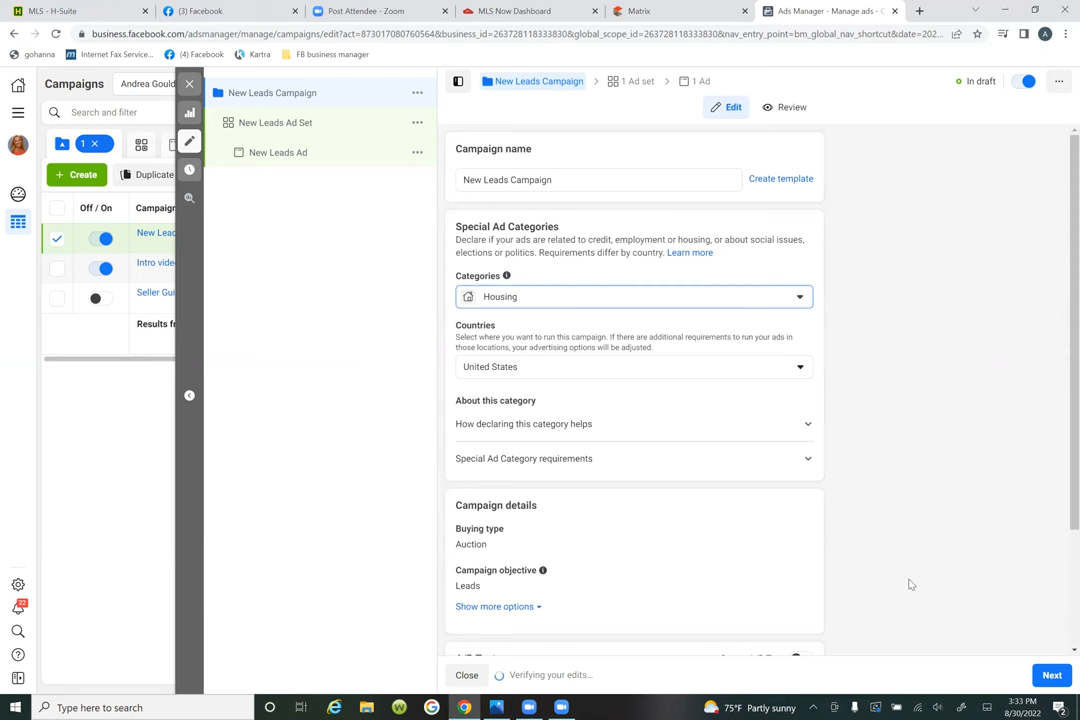 MLS - H-Suite
(3) Facebook
Post Attendee - Zoom
MLS Now Dashboard
Matrix
Ads Manager - Manage ads - C
business.facebook.com/adsmanager/manage/campaigns/edit?act=873017080760564&business_id=263728118333830&global_scope_id=263728118333830&nav_entry_point=bm_global_nav_shortcut&date=202...
A
gohanna
Internet Fax Service...
(4) Facebook
Kartra
FB business manager
Campaigns
Andrea Gould
Search and filter
1
Create
Duplicate
Off / On
Campaign
New Lead
Intro vide
Seller Gui
Results fr
22
New Leads Campaign
New Leads Ad Set
New Leads Ad
New Leads Campaign
1 Ad set
1 Ad
In draft
Edit
Review
Campaign name
New Leads Campaign
Create template
Special Ad Categories
Declare if your ads are related to credit, employment or housing, or about social issues,
elections or politics. Requirements differ by country. Learn more
Categories
Housing
Countries
Select where you want to run this campaign. If there are additional requirements to run your ads in
those locations, your advertising options will be adjusted.
United States
About this category
How declaring this category helps
Special Ad Category requirements
Campaign details
Buying type
Auction
Campaign objective
Leads
Show more options
Close
Verifying your edits...
Next
Type here to search
75°F Partly sunny
3:33 PM
8/30/2022
2